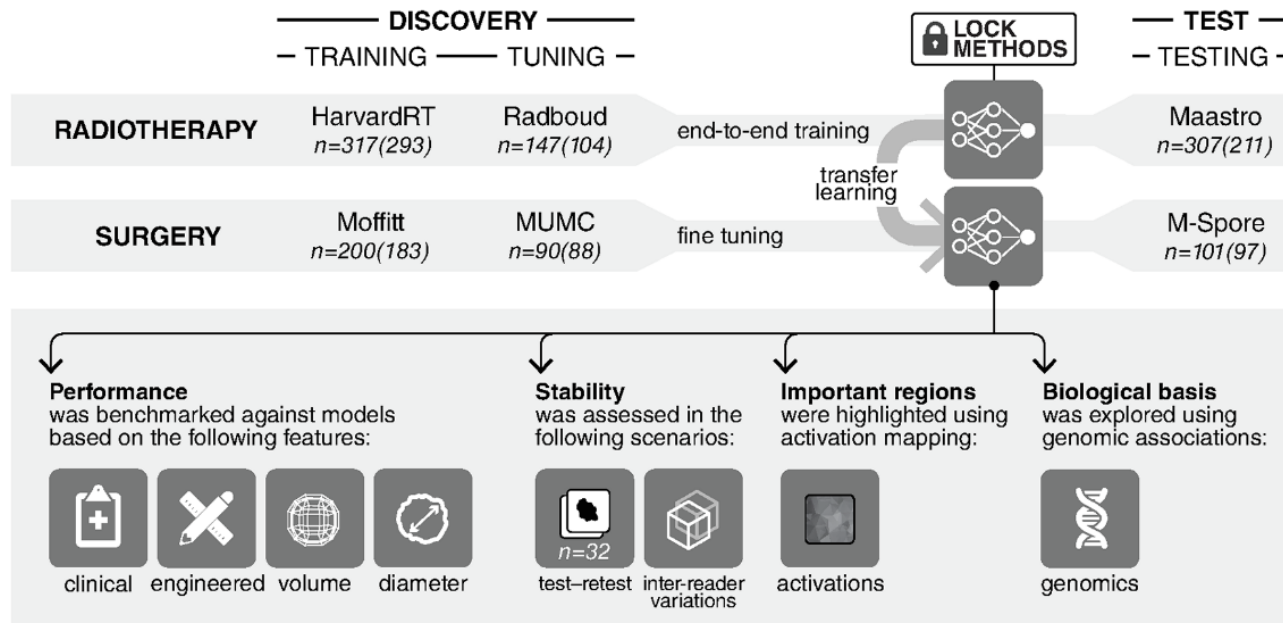 DISCOVERY
TRAINING
TUNING
LOCK
METHODS
TEST
TESTING
RADIOTHERAPY
HarvardRT
n=317(293)
Radboud
n=147(104)
end-to-end training
Maastro
n=307(211)
transfer
learning
SURGERY
Moffitt
n=200(183)
MUMC
n=90(88)
fine tuning
M-Spore
n=101(97)
Performance
was benchmarked against models
based on the following features:
clinical
engineered
volume
diameter
Stability
was assessed in the
following scenarios:
n=32
test–retest
inter-reader
variations
Important regions
were highlighted using
activation mapping:
activations
Biological basis
was explored using
genomic associations:
genomics